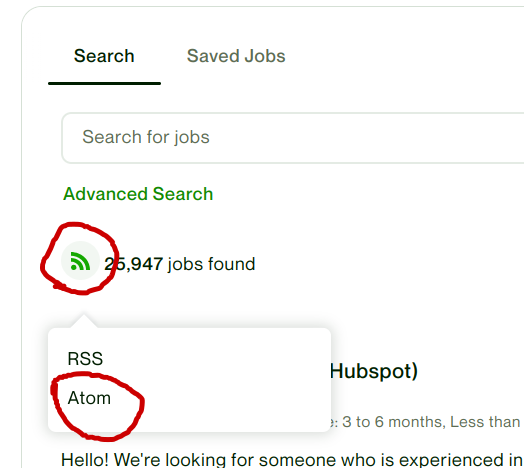 Search Saved Jobs
Search for jobs
Advanced Search
25,947 jobs found
RSS
Hubspot)
Atom
: 3 to 6 months, Less than
Hello! We're looking for someone who is experienced in